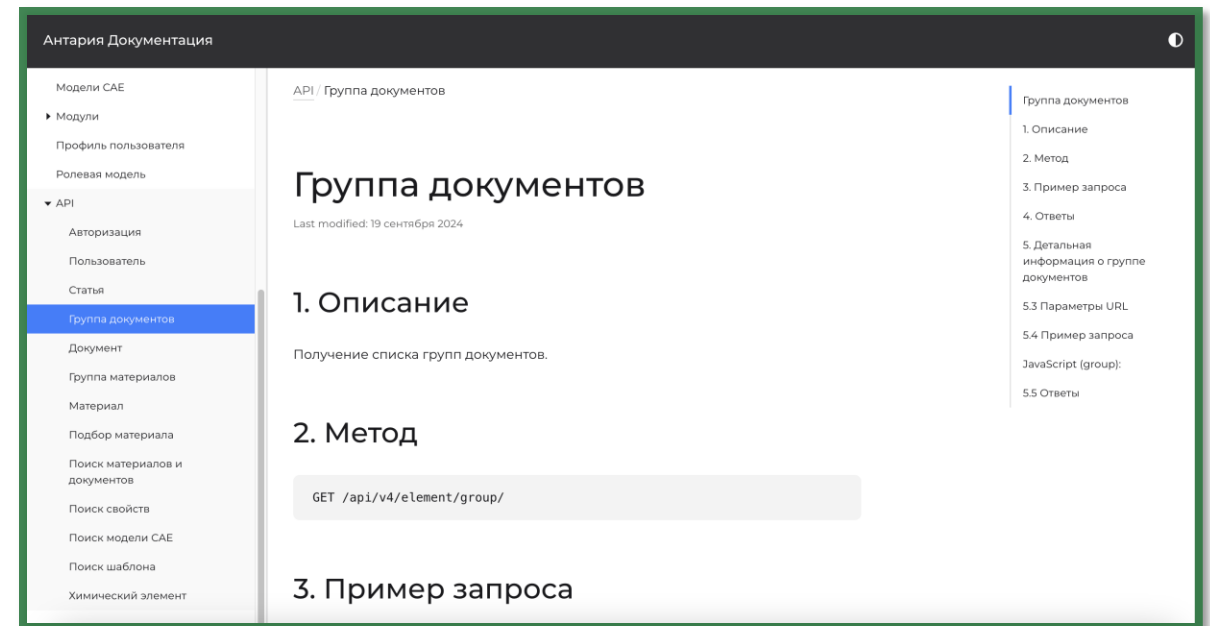 Антария Документация
Модели CAE
Модули
Профиль пользователя
Ролевая модель
API
Авторизация
Пользователь
Статья
Группа документов
Документ
Группа материалов
Материал
Подбор материала
Поиск материалов и
документов
Поиск свойств
Поиск модели CAE
Поиск шаблона
Химический элемент
API / Группа документов
Группа документов
Last modified: 19 сентября 2024
1. Описание
Получение списка групп документов.
2. Метод
GET /api/v4/element/group/
3. Пример запроса
Группа документов
1. Описание
2. Метод
3. Пример запроса
4. Ответы
5. Детальная
информация о группе
документов
5.3 Параметры URL
5.4 Пример запроса
JavaScript (group):
5.5 Ответы